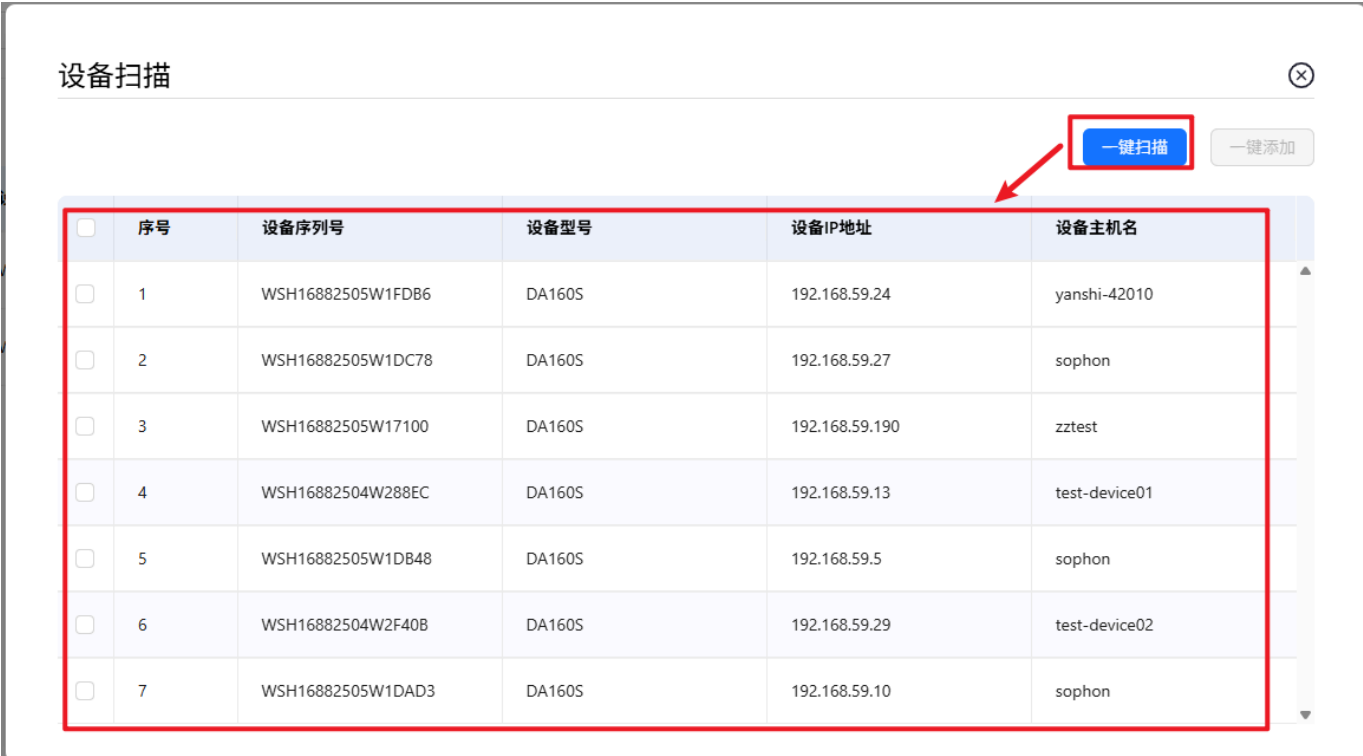 设备扫描
一键扫描 一键添加
序号 设备序列号 设备型号 设备IP地址 设备主机名
1 WSH16882505W1FDB6 DA160S 192.168.59.24 yanshi-42010
2 WSH16882505W1DC78 DA160S 192.168.59.27 sophon
3 WSH16882505W17100 DA160S 192.168.59.190 zztest
4 WSH16882504W288EC DA160S 192.168.59.13 test-device01
5 WSH16882505W1DB48 DA160S 192.168.59.5 sophon
6 WSH16882504W2F40B DA160S 192.168.59.29 test-device02
7 WSH16882505W1DAD3 DA160S 192.168.59.10 sophon